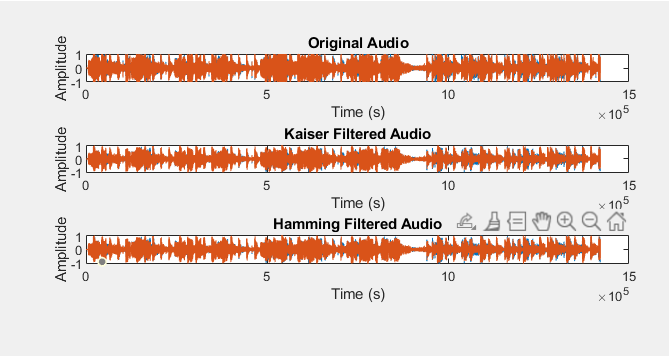 Original Audio
Amplitude
1
0
-1
0 5 10 15
Time (s)
×10^5
Kaiser Filtered Audio
Amplitude
1
0
-1
0 5 10 15
Time (s)
×10^5
Hamming Filtered Audio
Amplitude
1
0
-1
0 5 10 15
Time (s)
×10^5